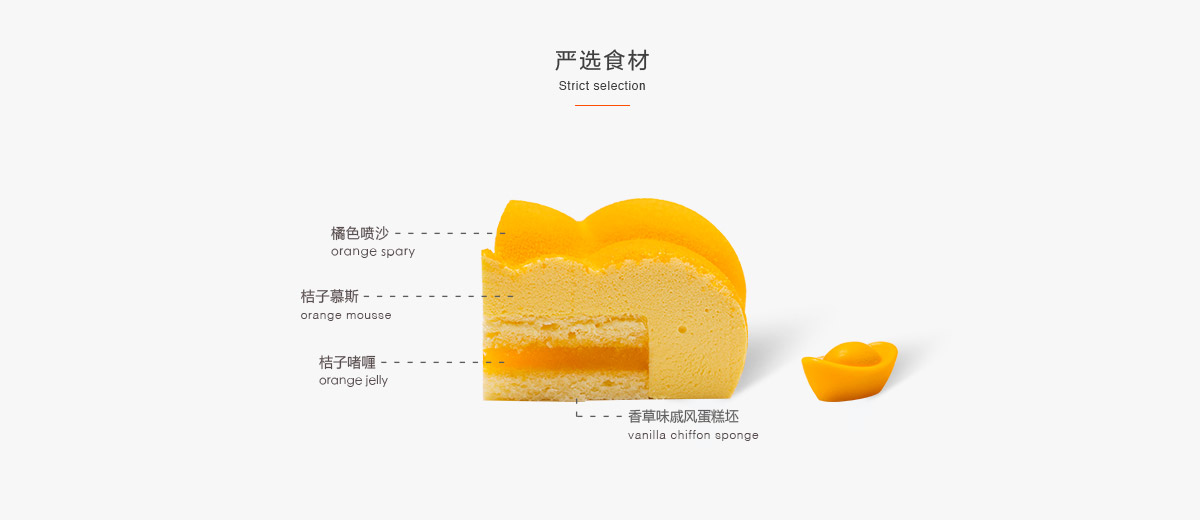 严选食材
Strict selection
橘色喷沙
orange spary
桔子慕斯
orange mousse
桔子啫喱
orange jelly
香草味戚风蛋糕坯
vanilla chiffon sponge